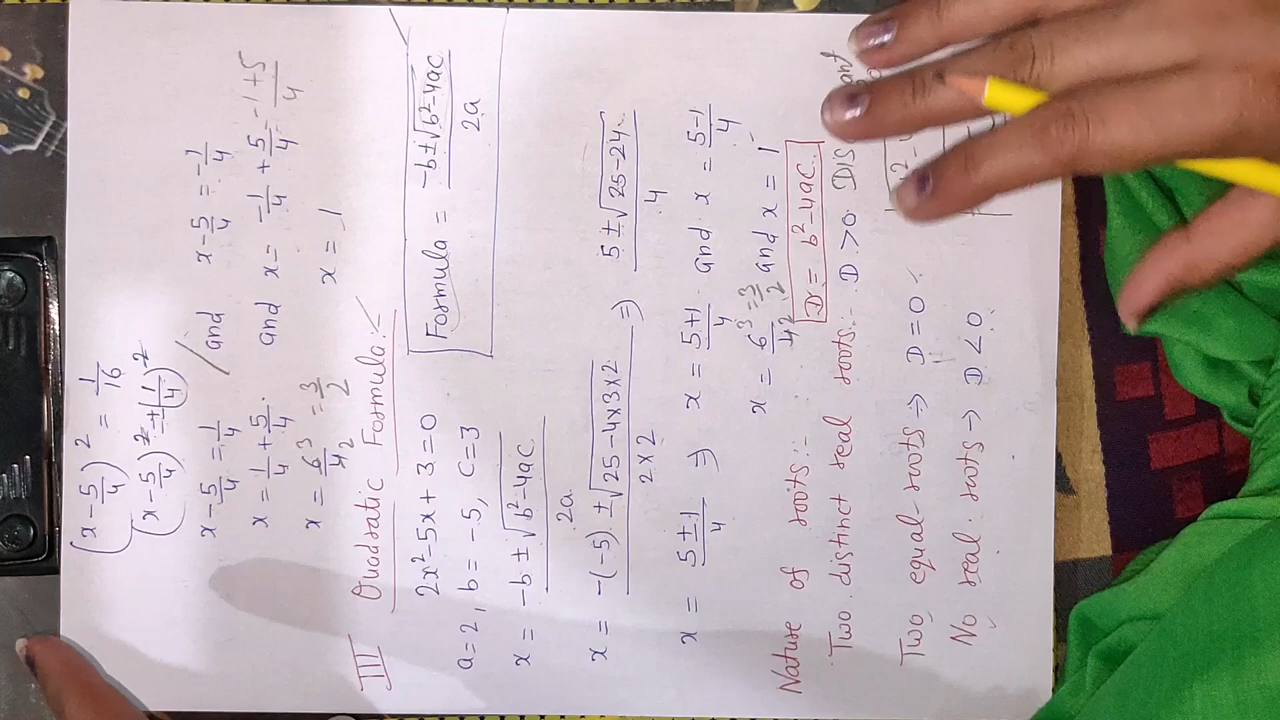 (x - 5/4)² = 1/16
(x - 5/4)² = ±(1/4)²
x - 5/4 = 1/4 and x - 5/4 = -1/4
x = 1/4 + 5/4 and x = -1/4 + 5/4 = -1+5/4
x = 6/4 = 3/2 x = 1
III Quadratic Formula:-
2x² - 5x + 3 = 0 Formula = -b ± √b²-4ac / 2a
a = 2, b = -5, c = 3
x = -b ± √b²-4ac / 2a
x = -(-5) ± √25-4×3×2 / 2×2 ⇒ 5 ± √25-24 / 4
x = 5±1/4 ⇒ x = 5+1/4 and x = 5-1/4
x = 6/4 = 3/2 and x = 1
Nature of roots:- D = b²-4ac
Two distinct real roots:- D > 0
Two equal roots ⇒ D = 0
No real roots → D < 0